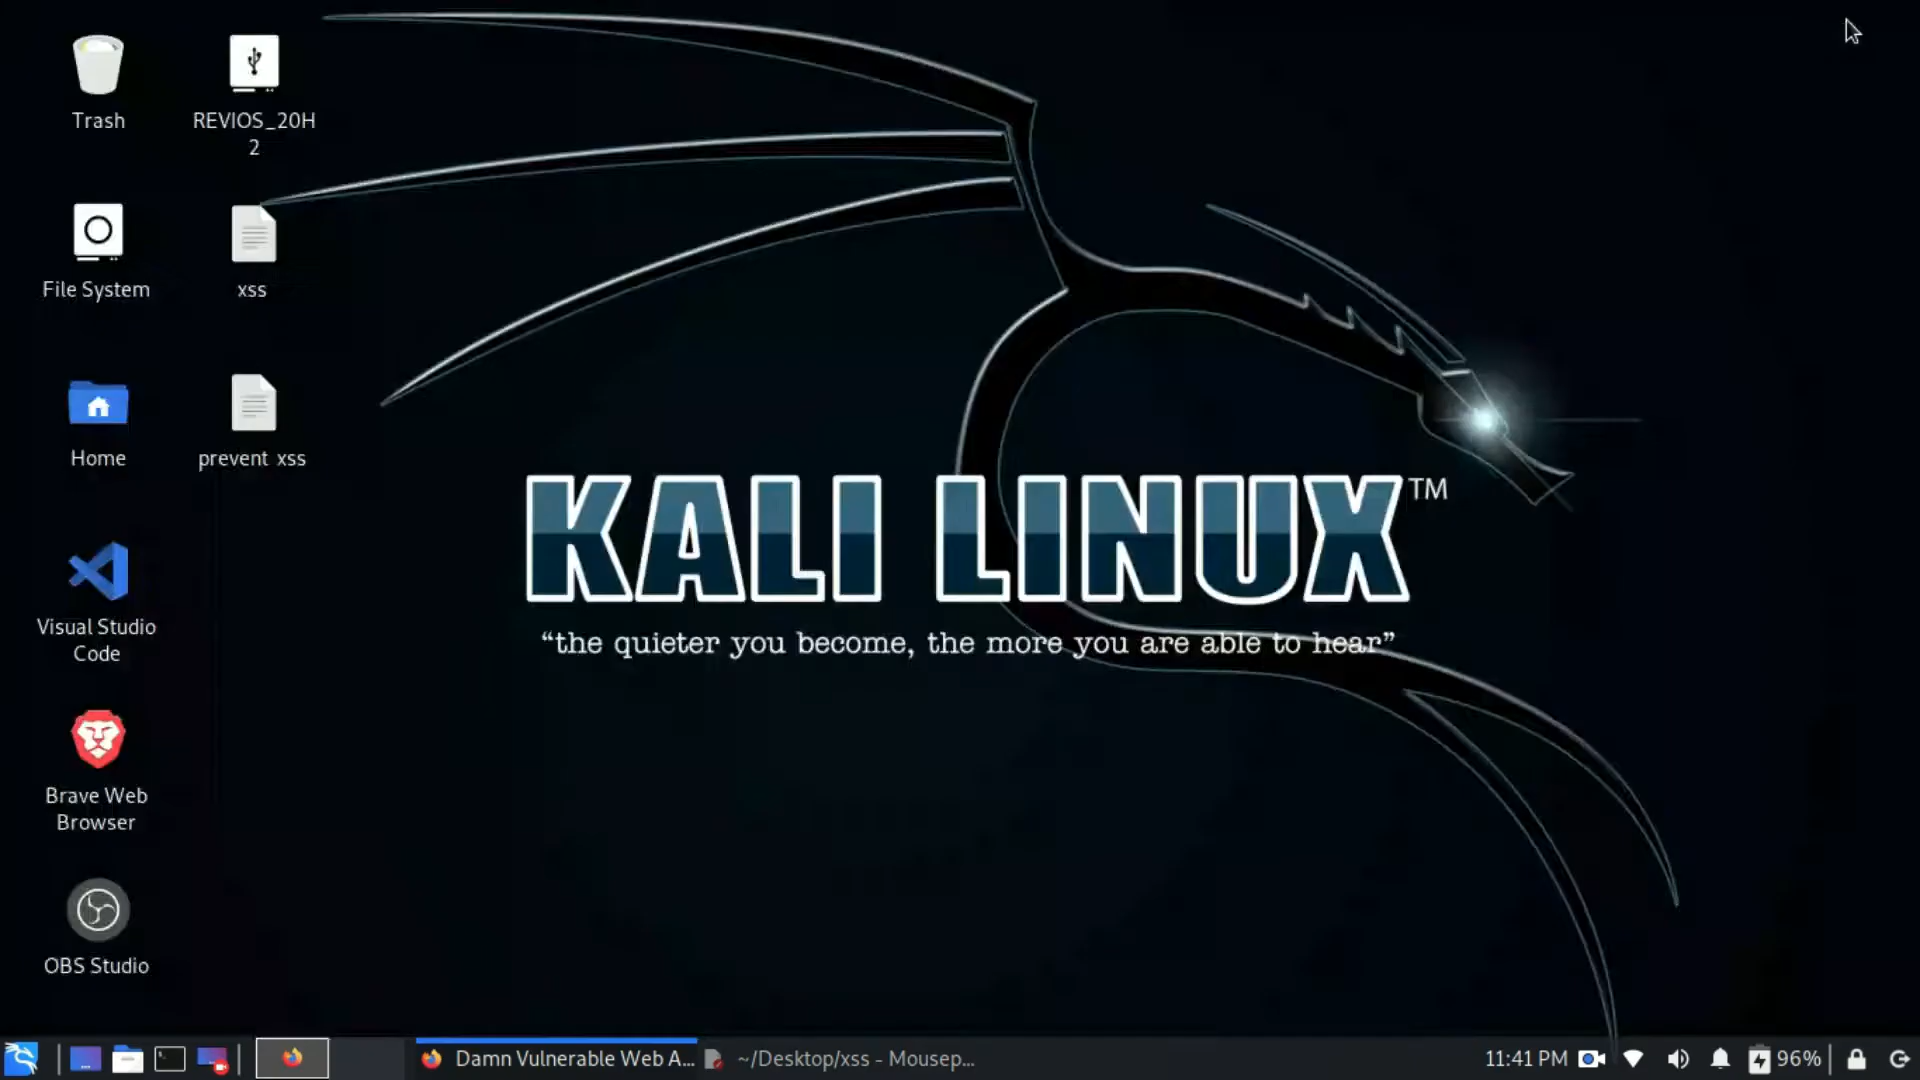 Trash
REVIOS_20H
2
File System
xss
Home
prevent xss
Visual Studio
Code
Brave Web
Browser
OBS Studio
KALI LINUX™
“the quieter you become, the more you are able to hear”
Damn Vulnerable Web A...
~/Desktop/xss - Mousep...
11:41 PM
96%